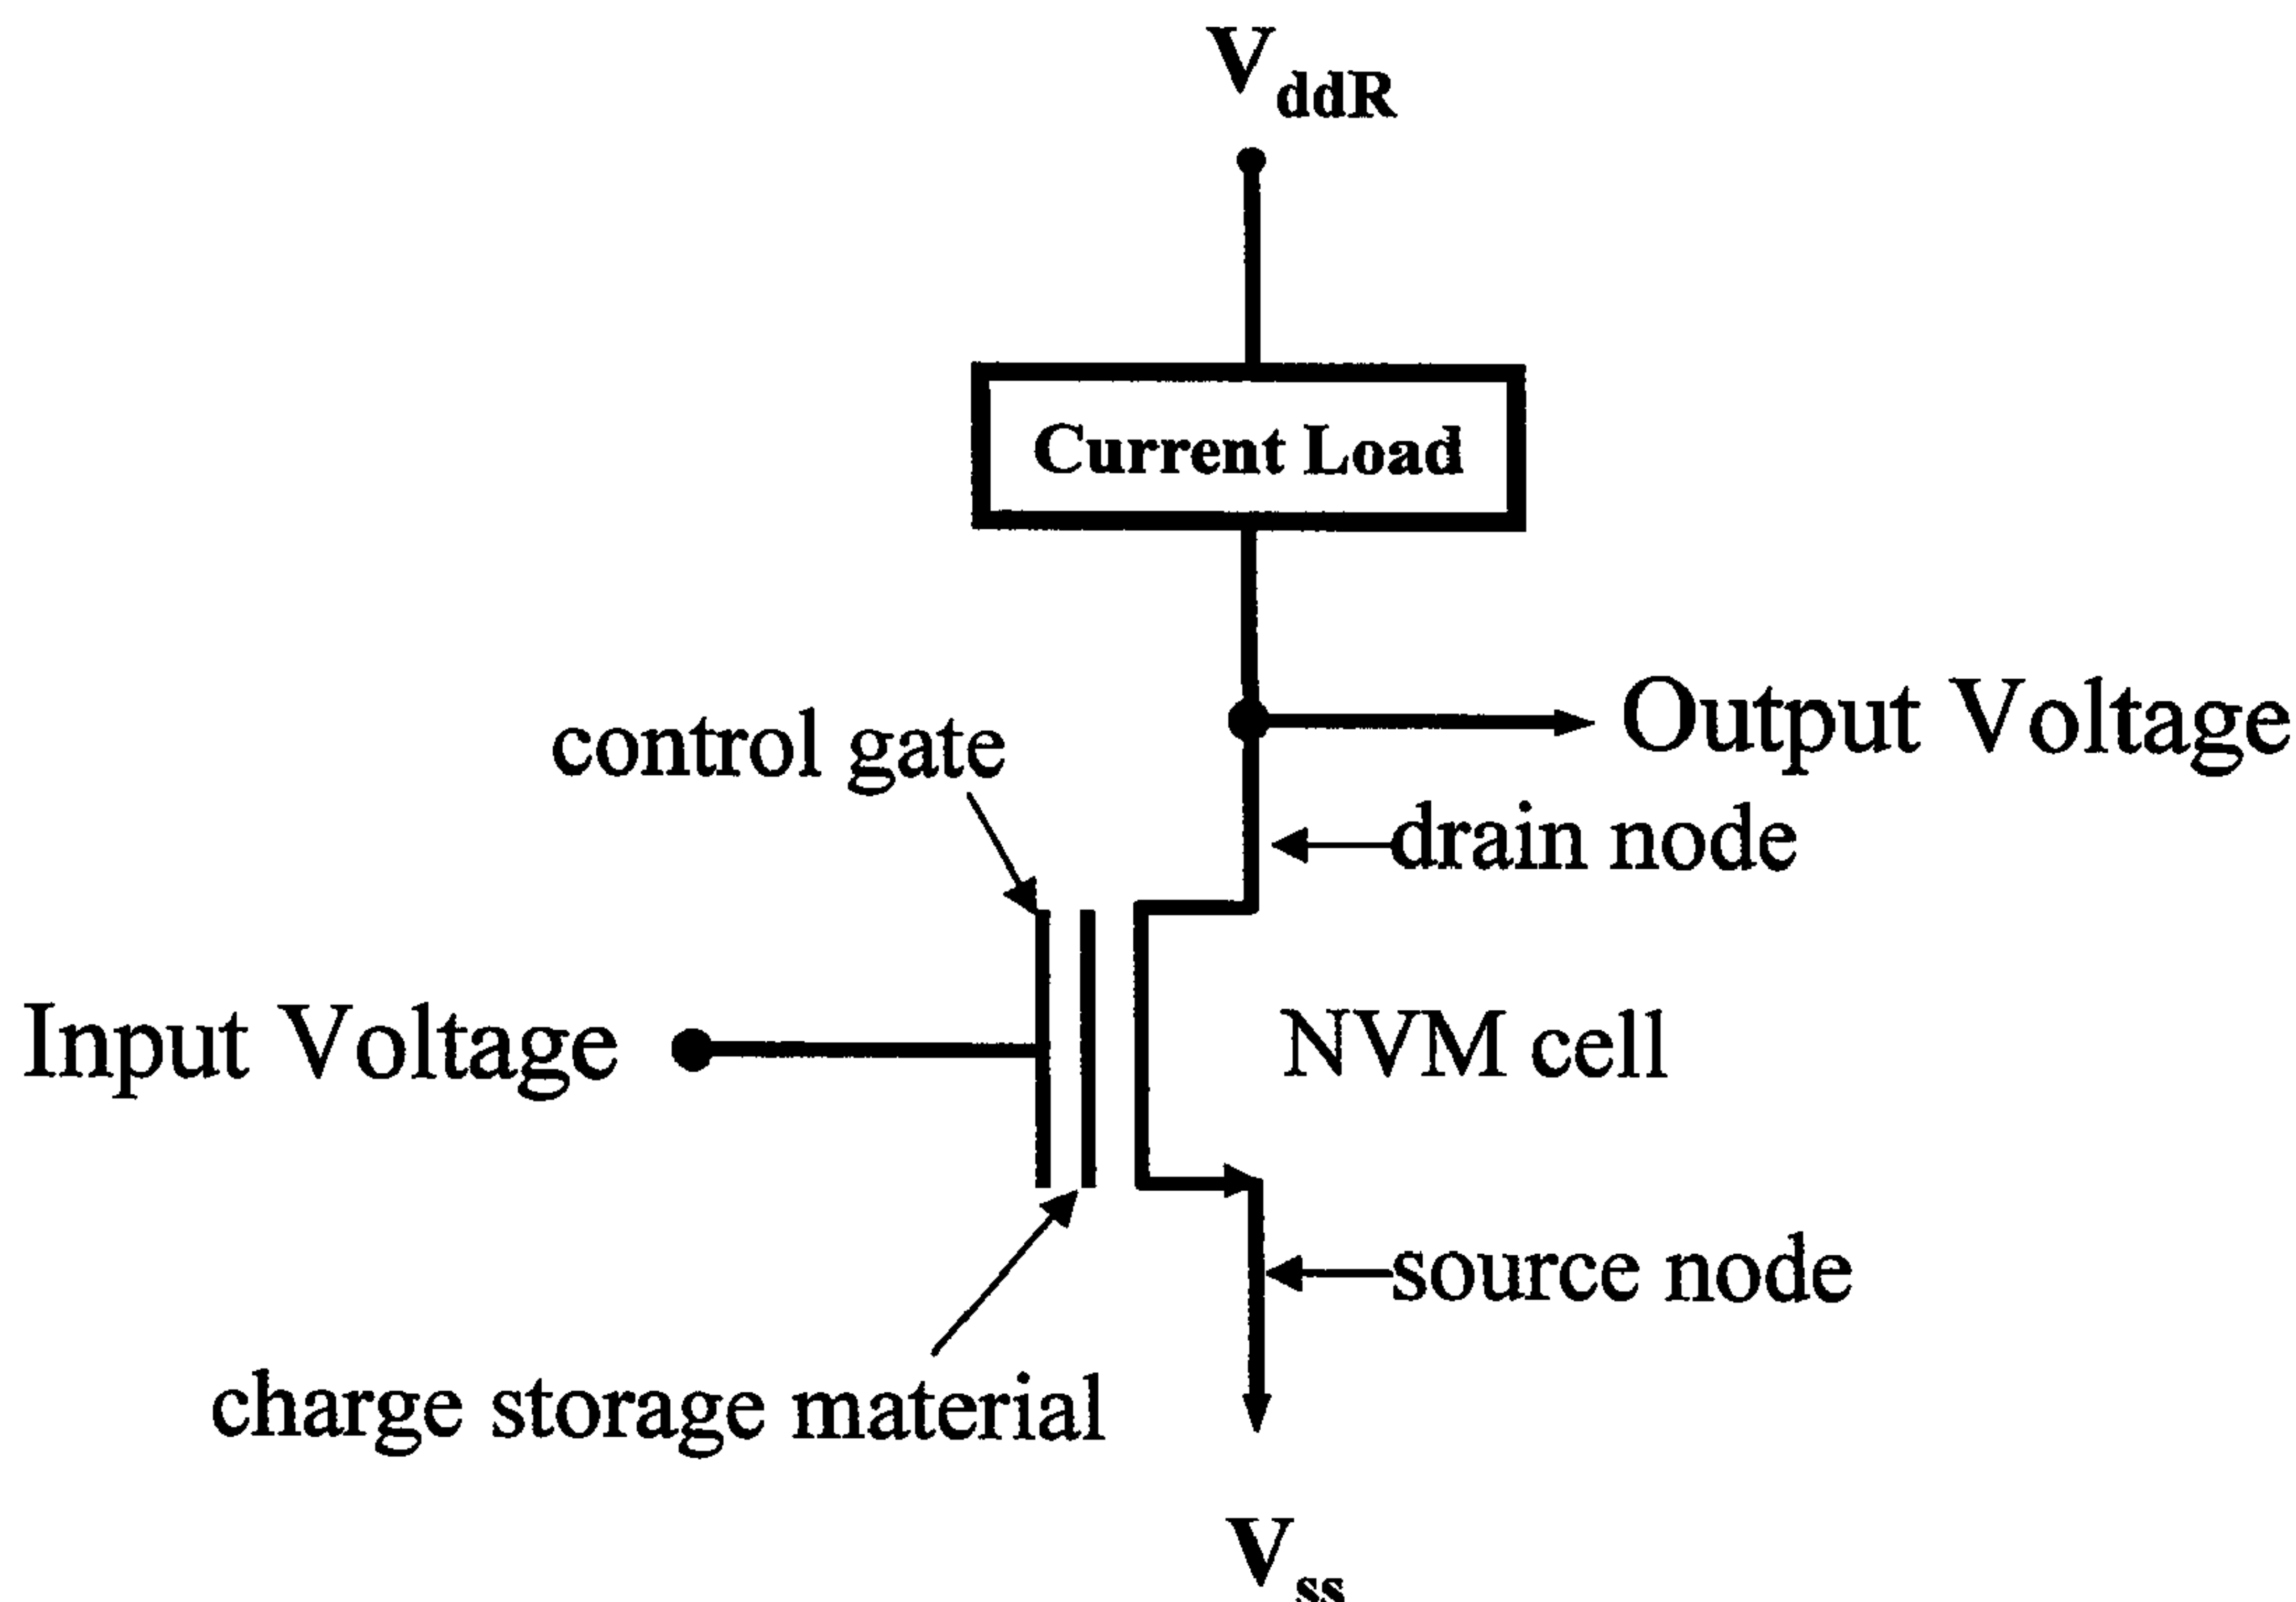 VddR
Current Load
Output Voltage
control gate
drain node
Input Voltage
NVM cell
source node
charge storage material
Vss